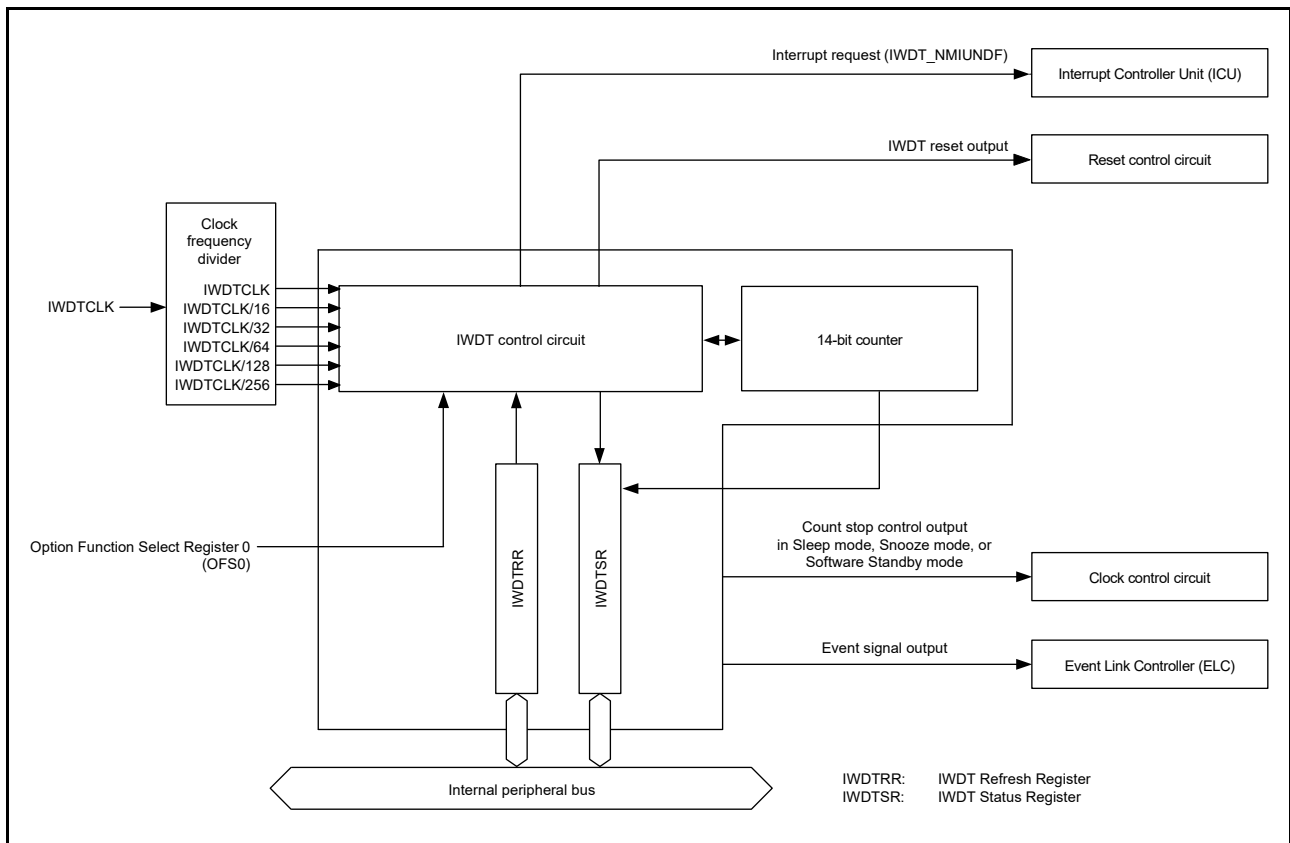 Interrupt request (IWDT_NMIUNDF)
Interrupt Controller Unit (ICU)
IWDT reset output
Reset control circuit
Clock
frequency
divider
IWDTCLK
IWDTCLK
IWDTCLK/16
IWDTCLK/32
IWDTCLK/64
IWDTCLK/128
IWDTCLK/256
IWDT control circuit
14-bit counter
Option Function Select Register 0
(OFS0)
IWDTRR
IWDTSR
Count stop control output
in Sleep mode, Snooze mode, or
Software Standby mode
Clock control circuit
Event signal output
Event Link Controller (ELC)
Internal peripheral bus
IWDTRR: IWDT Refresh Register
IWDTSR: IWDT Status Register